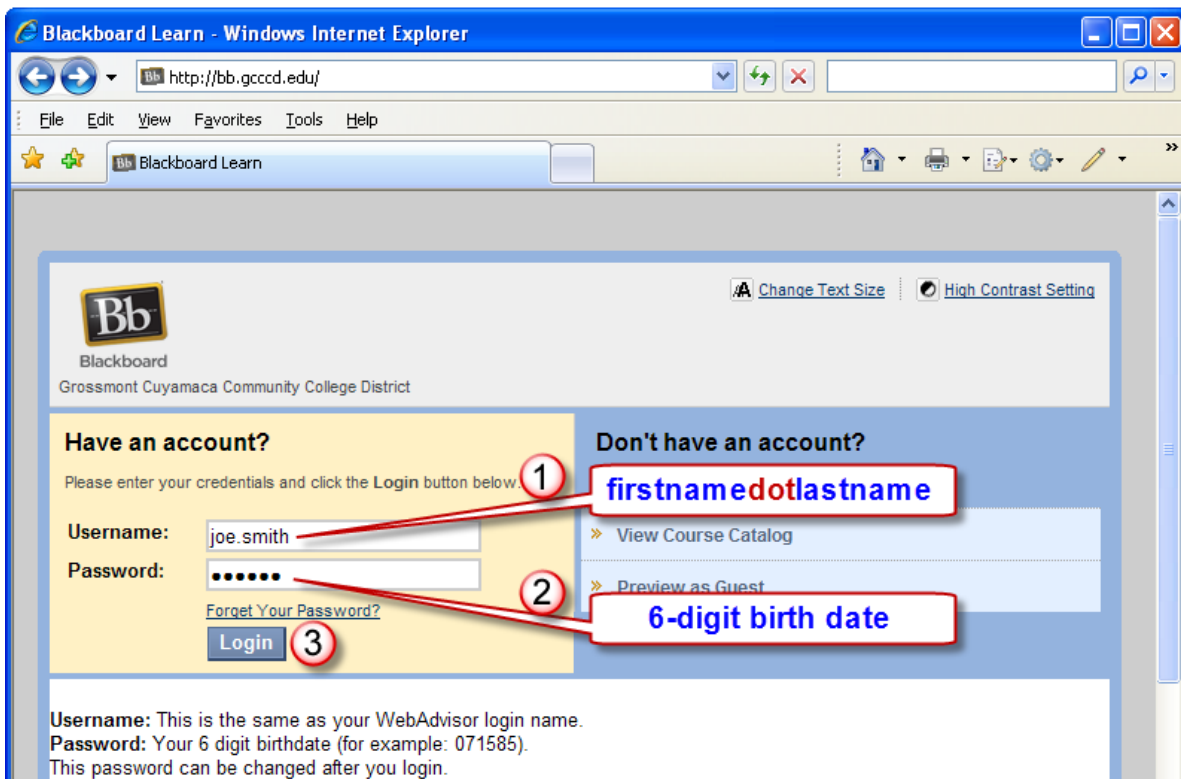 Blackboard Learn - Windows Internet Explorer
Bb http://bb.gcccd.edu/
File Edit View Favorites Tools Help
Bb Blackboard Learn »
A Change Text Size High Contrast Setting
Bb
Blackboard
Grossmont Cuyamaca Community College District
Have an account?
Please enter your credentials and click the Login button below.
1
firstnamedotlastname
Username: joe.smith
Password: ••••••
2
6-digit birth date
Forget Your Password?
Login 3
Don't have an account?
» View Course Catalog
» Preview as Guest
Username: This is the same as your WebAdvisor login name.
Password: Your 6 digit birthdate (for example: 071585).
This password can be changed after you login.